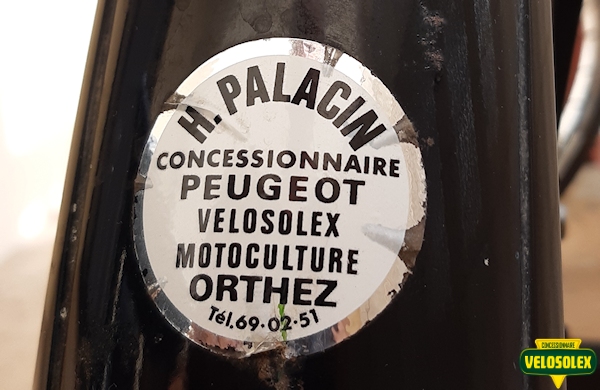 H. PALACIN
CONCESSIONNAIRE
PEUGEOT
VELOSOLEX
MOTOCULTURE
ORTHEZ
Tél.69·02·51
CONCESSIONNAIRE
VELOSOLEX